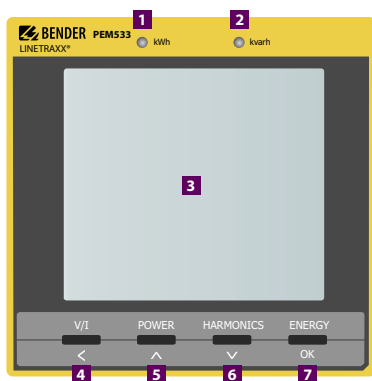 1 2
BENDER PEM533 kWh kvarh
LINETRAXX®
3
V/I POWER HARMONICS ENERGY
< ∧ ∨ OK
4 5 6 7